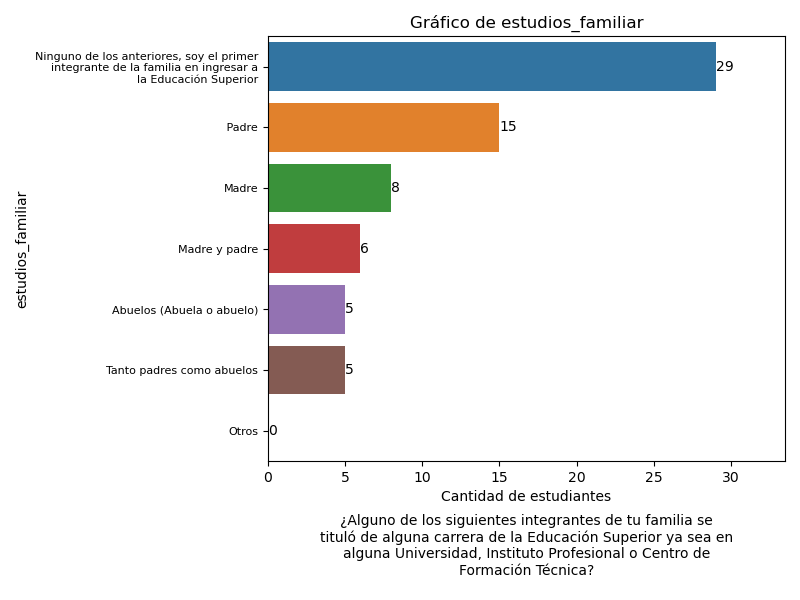 Gráfico de estudios_familiar
Ninguno de los anteriores, soy el primer
integrante de la familia en ingresar a
la Educación Superior
29
Padre
15
Madre
8
Madre y padre
6
Abuelos (Abuela o abuelo)
5
Tanto padres como abuelos
5
Otros
0
estudios_familiar
0 5 10 15 20 25 30
Cantidad de estudiantes
¿Alguno de los siguientes integrantes de tu familia se
tituló de alguna carrera de la Educación Superior ya sea en
alguna Universidad, Instituto Profesional o Centro de
Formación Técnica?